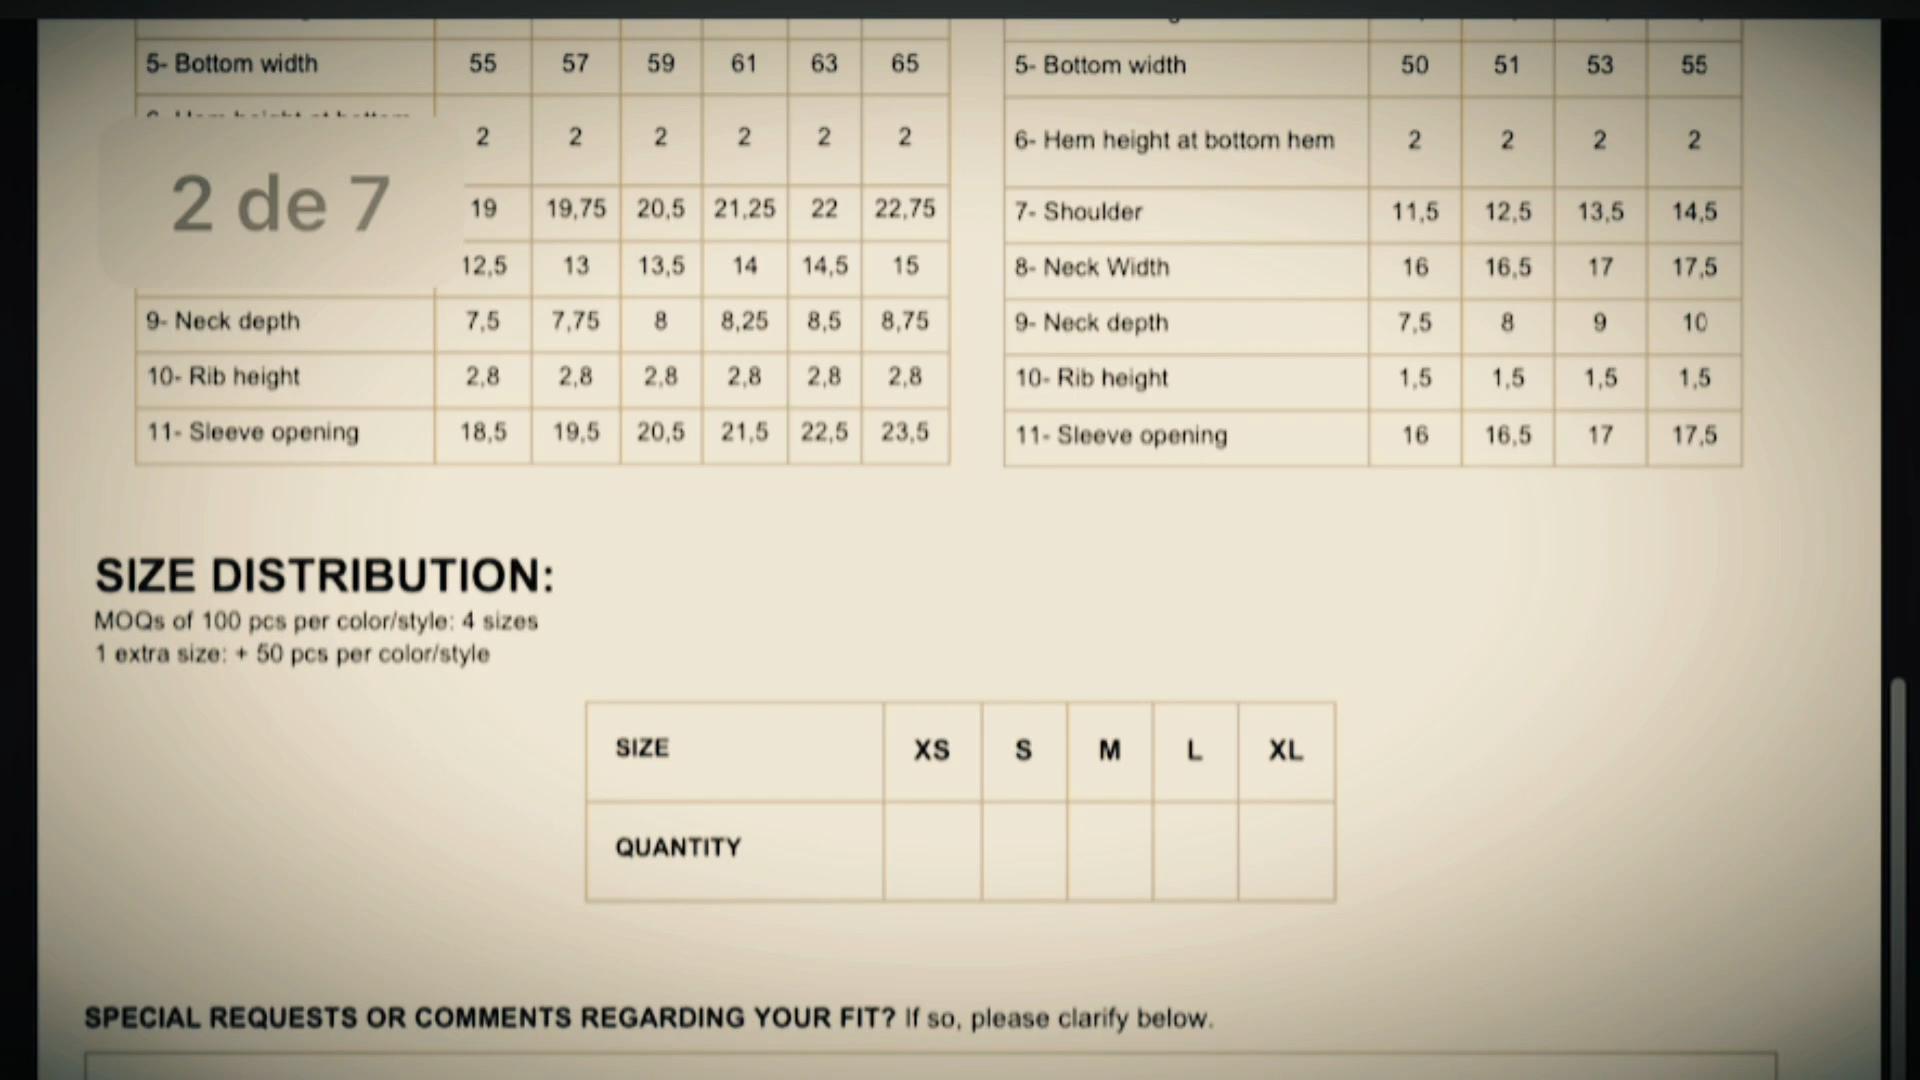 5- Bottom width 55 57 59 61 63 65
2 2 2 2 2 2
2 de 7
19 19,75 20,5 21,25 22 22,75
12,5 13 13,5 14 14,5 15
9- Neck depth 7,5 7,75 8 8,25 8,5 8,75
10- Rib height 2,8 2,8 2,8 2,8 2,8 2,8
11- Sleeve opening 18,5 19,5 20,5 21,5 22,5 23,5
5- Bottom width 50 51 53 55
6- Hem height at bottom hem 2 2 2 2
7- Shoulder 11,5 12,5 13,5 14,5
8- Neck Width 16 16,5 17 17,5
9- Neck depth 7,5 8 9 10
10- Rib height 1,5 1,5 1,5 1,5
11- Sleeve opening 16 16,5 17 17,5
SIZE DISTRIBUTION:
MOQs of 100 pcs per color/style: 4 sizes
1 extra size: + 50 pcs per color/style
SIZE XS S M L XL
QUANTITY
SPECIAL REQUESTS OR COMMENTS REGARDING YOUR FIT? If so, please clarify below.